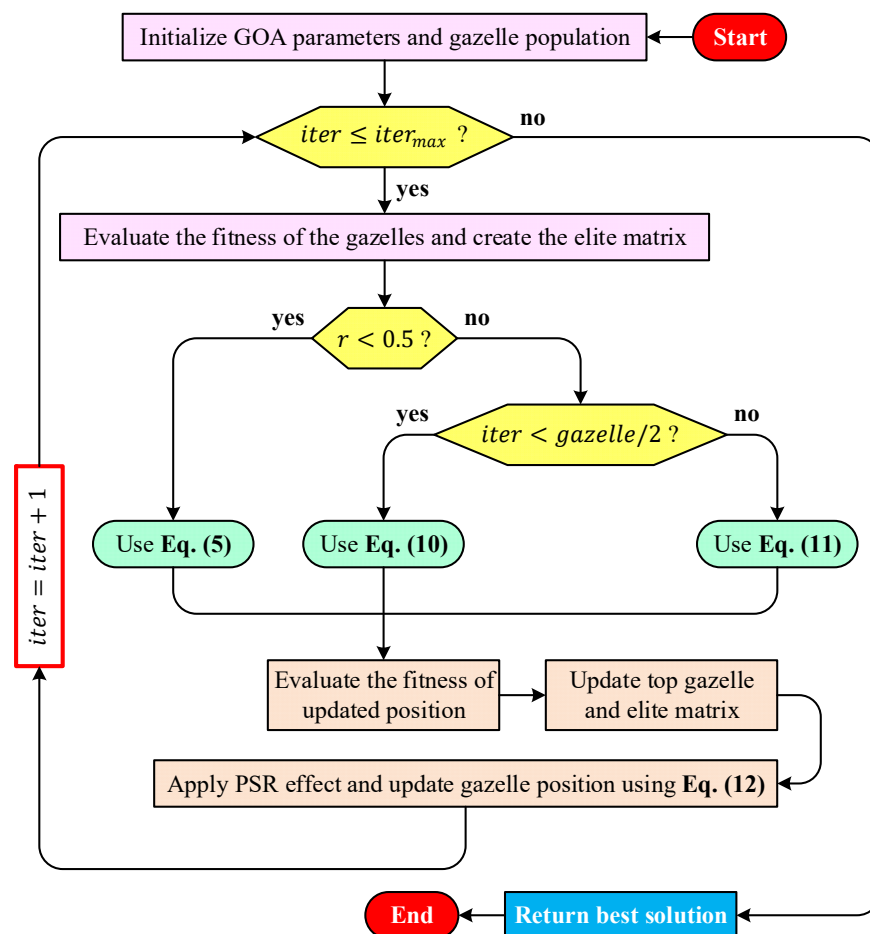 Initialize GOA parameters and gazelle population
Start
iter ≤ iter_max ?
no
yes
Evaluate the fitness of the gazelles and create the elite matrix
yes
no
r < 0.5 ?
yes
no
iter < gazelle/2 ?
iter = iter + 1
Use Eq. (5)
Use Eq. (10)
Use Eq. (11)
Evaluate the fitness of
updated position
Update top gazelle
and elite matrix
Apply PSR effect and update gazelle position using Eq. (12)
End
Return best solution